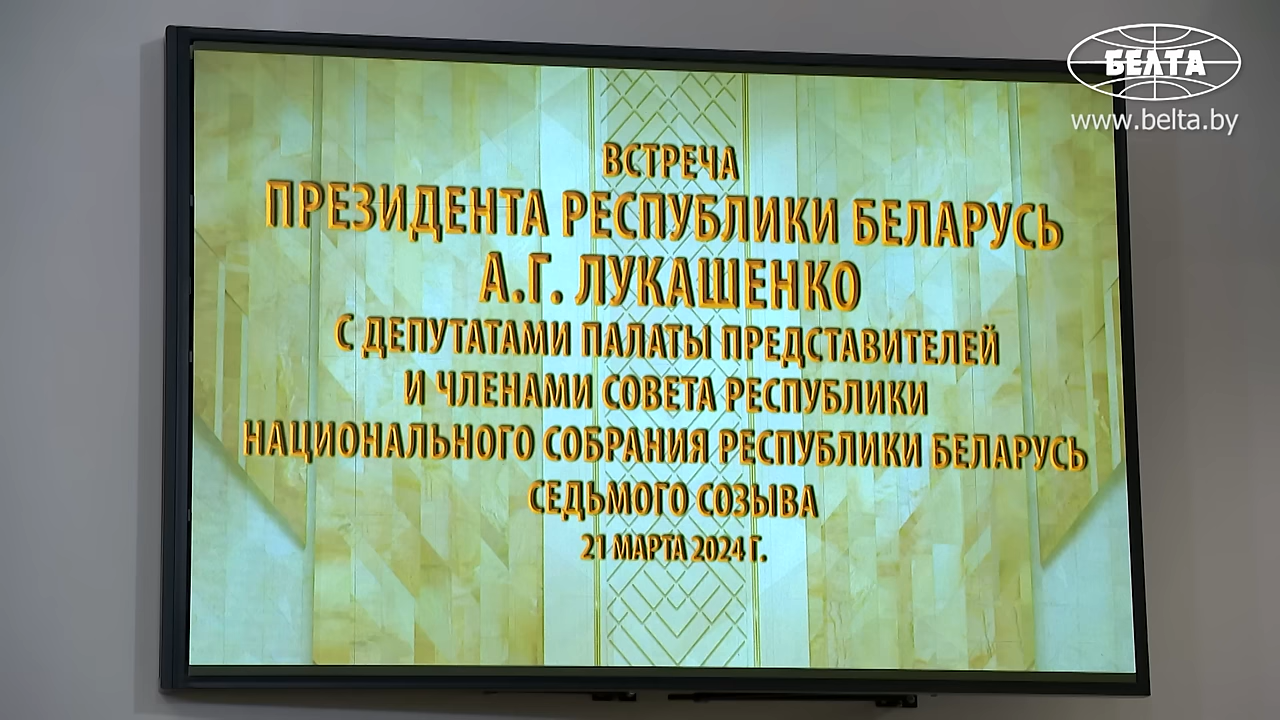 БЕЛТА
www.belta.by
ВСТРЕЧА
ПРЕЗИДЕНТА РЕСПУБЛИКИ БЕЛАРУСЬ
А.Г. ЛУКАШЕНКО
С ДЕПУТАТАМИ ПАЛАТЫ ПРЕДСТАВИТЕЛЕЙ
И ЧЛЕНАМИ СОВЕТА РЕСПУБЛИКИ
НАЦИОНАЛЬНОГО СОБРАНИЯ РЕСПУБЛИКИ БЕЛАРУСЬ
СЕДЬМОГО СОЗЫВА
21 МАРТА 2024 Г.